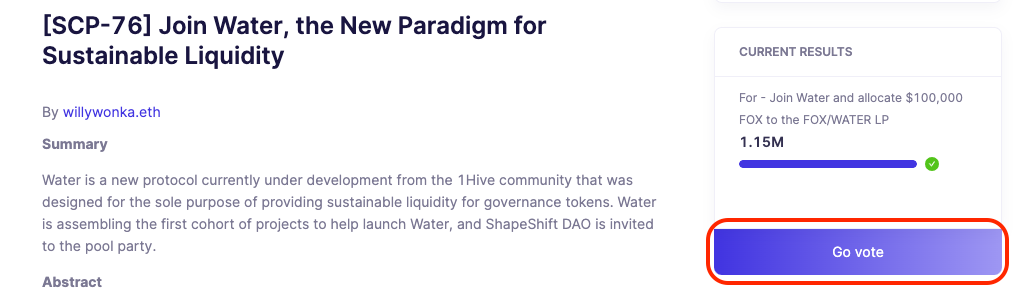 [SCP-76] Join Water, the New Paradigm for
Sustainable Liquidity
By willywonka.eth
Summary
Water is a new protocol currently under development from the 1Hive community that was
designed for the sole purpose of providing sustainable liquidity for governance tokens. Water
is assembling the first cohort of projects to help launch Water, and ShapeShift DAO is invited
to the pool party.
Abstract
CURRENT RESULTS
For - Join Water and allocate $100,000
FOX to the FOX/WATER LP
1.15M
Go vote